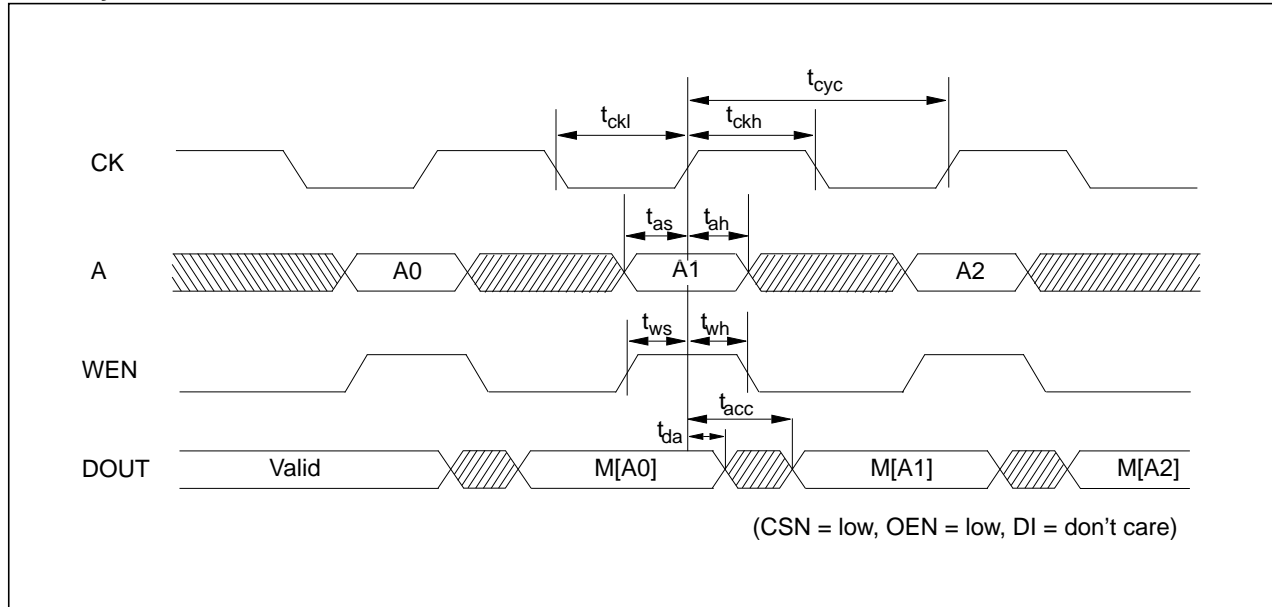 tcyc
tckl
tckh
CK
tas
tah
A
A0
A1
A2
tws
twh
WEN
tacc
tda
DOUT
Valid
M[A0]
M[A1]
M[A2]
(CSN = low, OEN = low, DI = don't care)